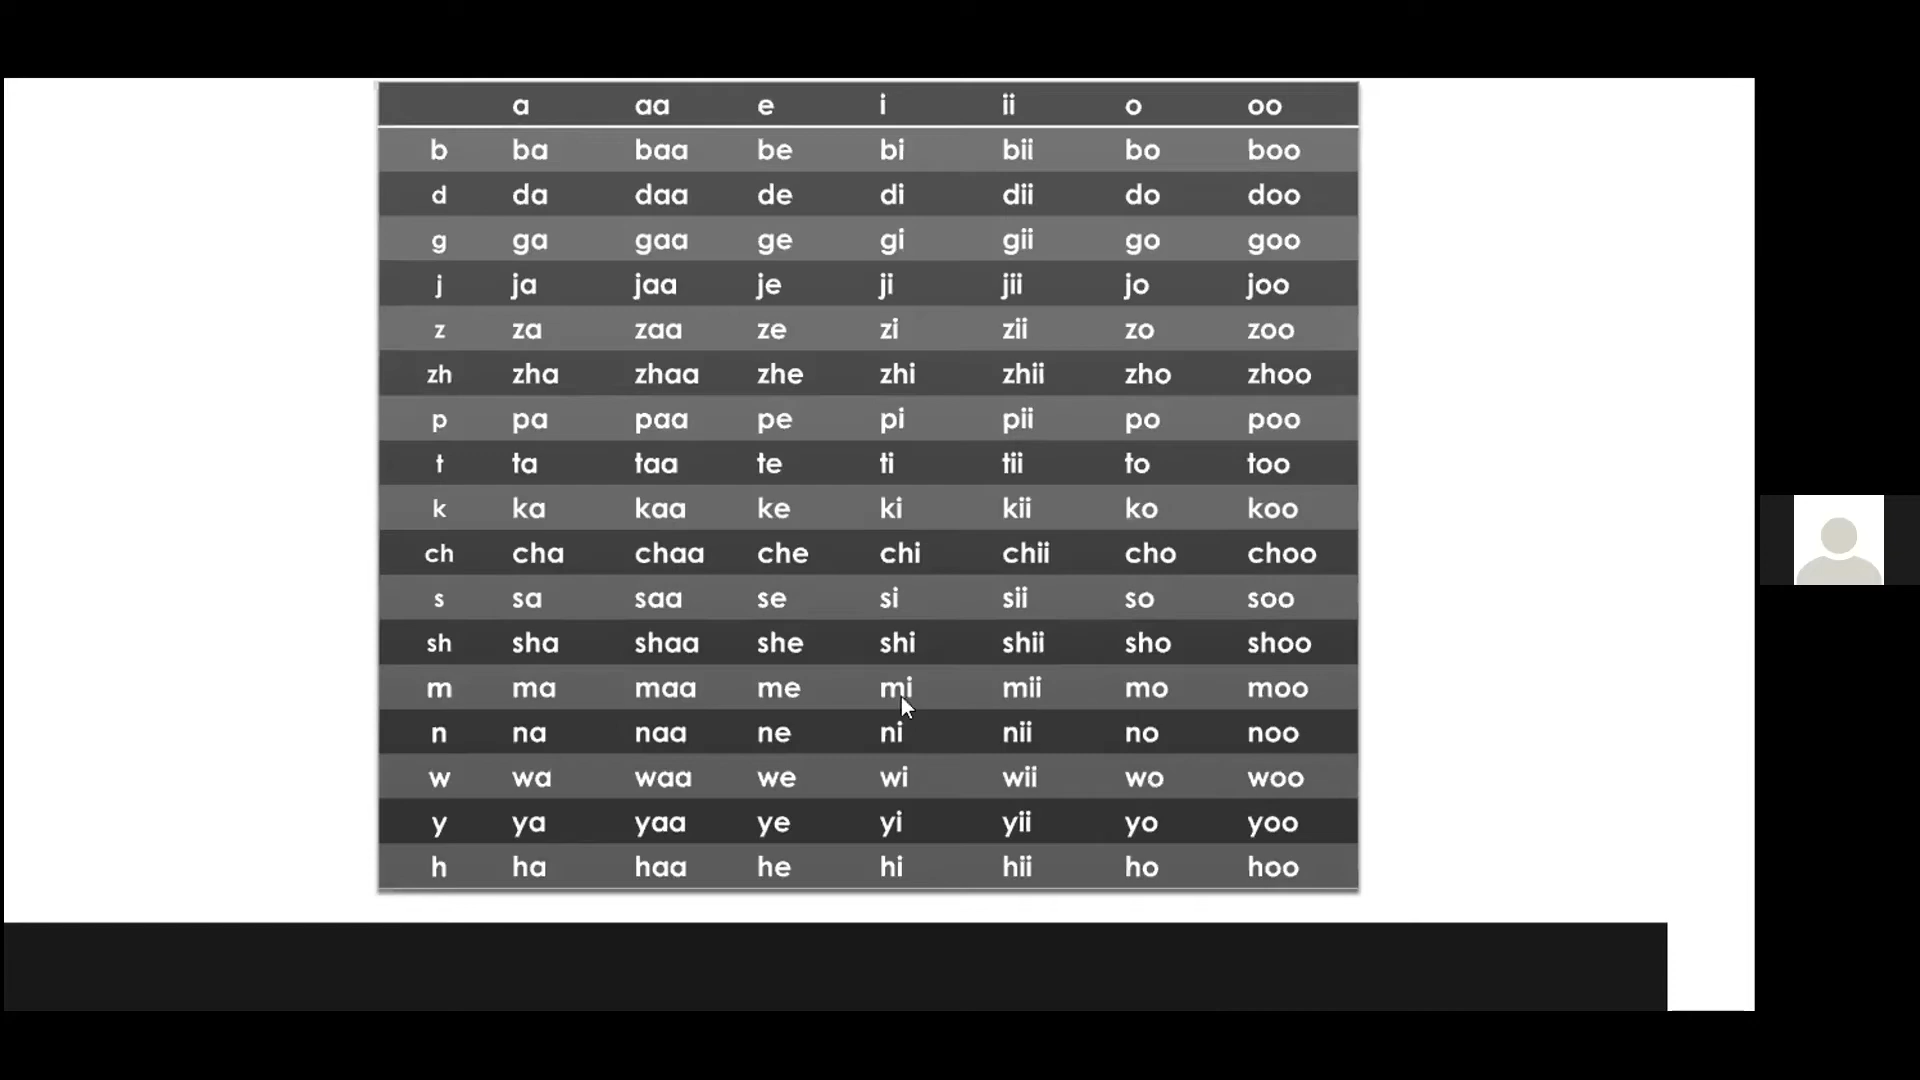 a aa e i ii o oo
b ba baa be bi bii bo boo
d da daa de di dii do doo
g ga gaa ge gi gii go goo
j ja jaa je ji jii jo joo
z za zaa ze zi zii zo zoo
zh zha zhaa zhe zhi zhii zho zhoo
p pa paa pe pi pii po poo
t ta taa te ti tii to too
k ka kaa ke ki kii ko koo
ch cha chaa che chi chii cho choo
s sa saa se si sii so soo
sh sha shaa she shi shii sho shoo
m ma maa me mi mii mo moo
n na naa ne ni nii no noo
w wa waa we wi wii wo woo
y ya yaa ye yi yii yo yoo
h ha haa he hi hii ho hoo